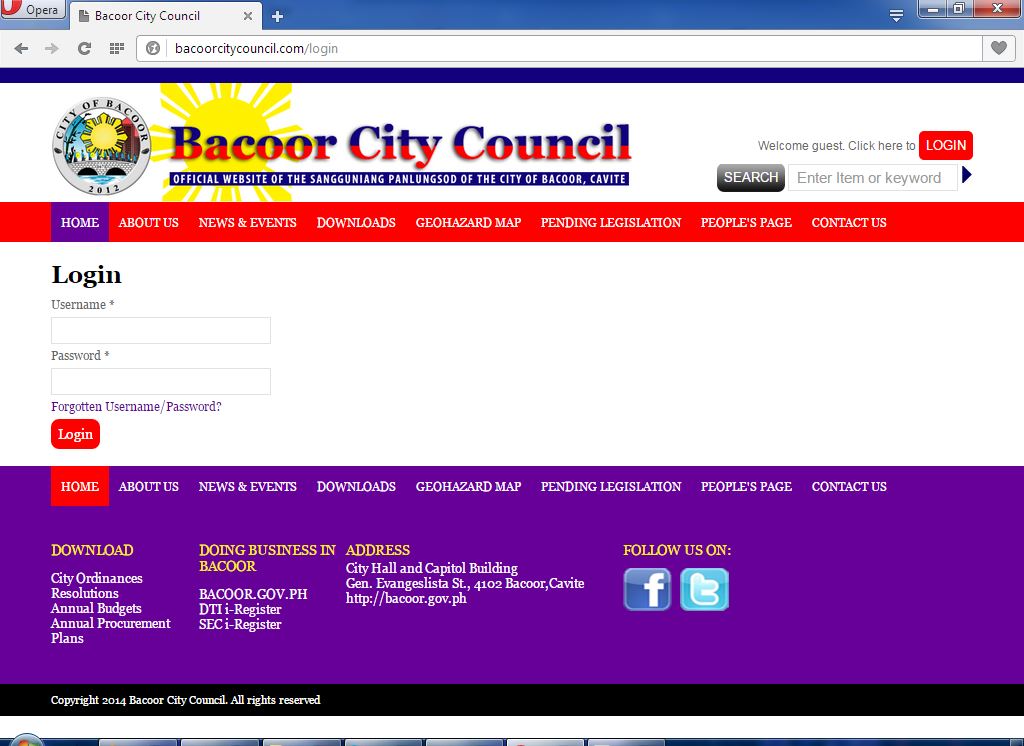 Opera
Bacoor City Council
bacoorcitycouncil.com/login
CITY OF BACOOR
2012
Bacoor City Council
OFFICIAL WEBSITE OF THE SANGGUNIANG PANLUNGSOD OF THE CITY OF BACOOR, CAVITE
Welcome guest. Click here to LOGIN
SEARCH Enter Item or keyword
HOME ABOUT US NEWS & EVENTS DOWNLOADS GEOHAZARD MAP PENDING LEGISLATION PEOPLE'S PAGE CONTACT US
Login
Username *
Password *
Forgotten Username/Password?
Login
HOME ABOUT US NEWS & EVENTS DOWNLOADS GEOHAZARD MAP PENDING LEGISLATION PEOPLE'S PAGE CONTACT US
DOWNLOAD
City Ordinances
Resolutions
Annual Budgets
Annual Procurement
Plans
DOING BUSINESS IN
BACOOR
BACOOR.GOV.PH
DTI i-Register
SEC i-Register
ADDRESS
City Hall and Capitol Building
Gen. Evangeslista St., 4102 Bacoor,Cavite
http://bacoor.gov.ph
FOLLOW US ON:
Copyright 2014 Bacoor City Council. All rights reserved